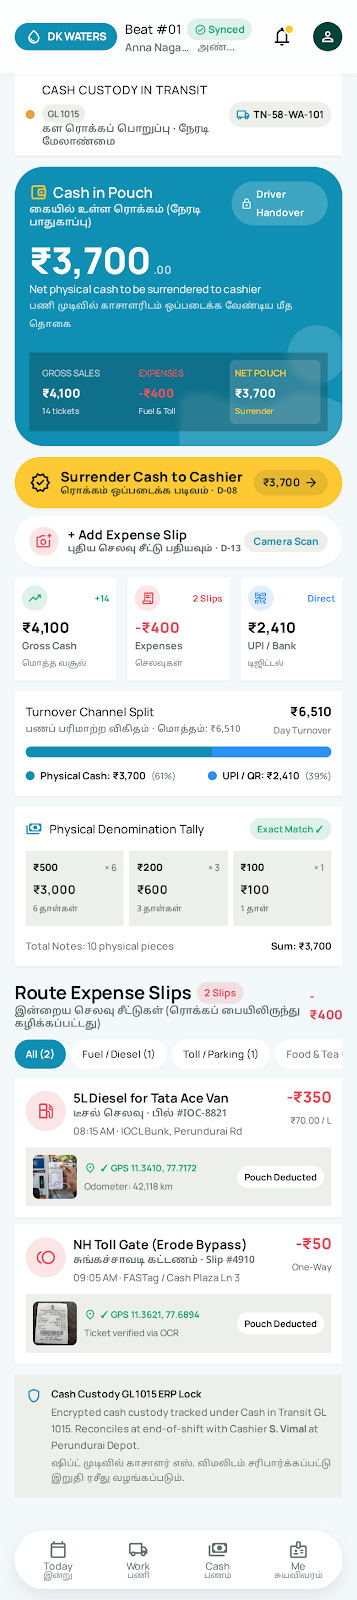 DK WATERS
Beat #01
Synced
Anna Naga...
அண்...
CASH CUSTODY IN TRANSIT
GL 1015
கள ரொக்கப் பொறுப்பு · நேரடி
மேலாண்மை
TN-58-WA-101
Cash in Pouch
கையில் உள்ள ரொக்கம் (நேரடி
பாதுகாப்பு)
Driver
Handover
₹3,700.00
Net physical cash to be surrendered to cashier
பணி முடிவில் காசாளரிடம் ஒப்படைக்க வேண்டிய மீத
தொகை
GROSS SALES
₹4,100
14 tickets
EXPENSES
-₹400
Fuel & Toll
NET POUCH
₹3,700
Surrender
Surrender Cash to Cashier
ரொக்கம் ஒப்படைக்க படிவம் · D-08
₹3,700 →
+ Add Expense Slip
புதிய செலவு சீட்டு பதியவும் · D-13
Camera Scan
+14
₹4,100
Gross Cash
மொத்த வசூல்
2 Slips
-₹400
Expenses
செலவுகள்
Direct
₹2,410
UPI / Bank
டிஜிட்டல்
Turnover Channel Split
பணப் பரிமாற்ற விகிதம் · மொத்தம்: ₹6,510
₹6,510
Day Turnover
Physical Cash: ₹3,700 (61%)
UPI / QR: ₹2,410 (39%)
Physical Denomination Tally
Exact Match ✓
₹500 × 6
₹3,000
6 தாள்கள்
₹200 × 3
₹600
3 தாள்கள்
₹100 × 1
₹100
1 தாள்
Total Notes: 10 physical pieces
Sum: ₹3,700
Route Expense Slips
2 Slips
இன்றைய செலவு சீட்டுகள் (ரொக்கப் பையிலிருந்து
கழிக்கப்பட்டது)
-
₹400
All (2)
Fuel / Diesel (1)
Toll / Parking (1)
Food & Tea
5L Diesel for Tata Ace Van
டீசல் செலவு · பில் #IOC-8821
08:15 AM · IOCL Bunk, Perundurai Rd
-₹350
₹70.00 / L
✓ GPS 11.3410, 77.7172
Odometer: 42,118 km
Pouch Deducted
NH Toll Gate (Erode Bypass)
சுங்கச்சாவடி கட்டணம் · Slip #4910
09:05 AM · FASTag / Cash Plaza Ln 3
-₹50
One-Way
✓ GPS 11.3621, 77.6894
Ticket verified via OCR
Pouch Deducted
Cash Custody GL 1015 ERP Lock
Encrypted cash custody tracked under Cash in Transit GL
1015. Reconciles at end-of-shift with Cashier S. Vimal at
Perundurai Depot.
ஷிப்ட் முடிவில் காசாளர் எஸ். விமலிடம் சரிபார்க்கப்பட்டு
இறுதி ரசீது வழங்கப்படும்.
Today
இன்று
Work
பணி
Cash
பணம்
Me
சுயவிவரம்